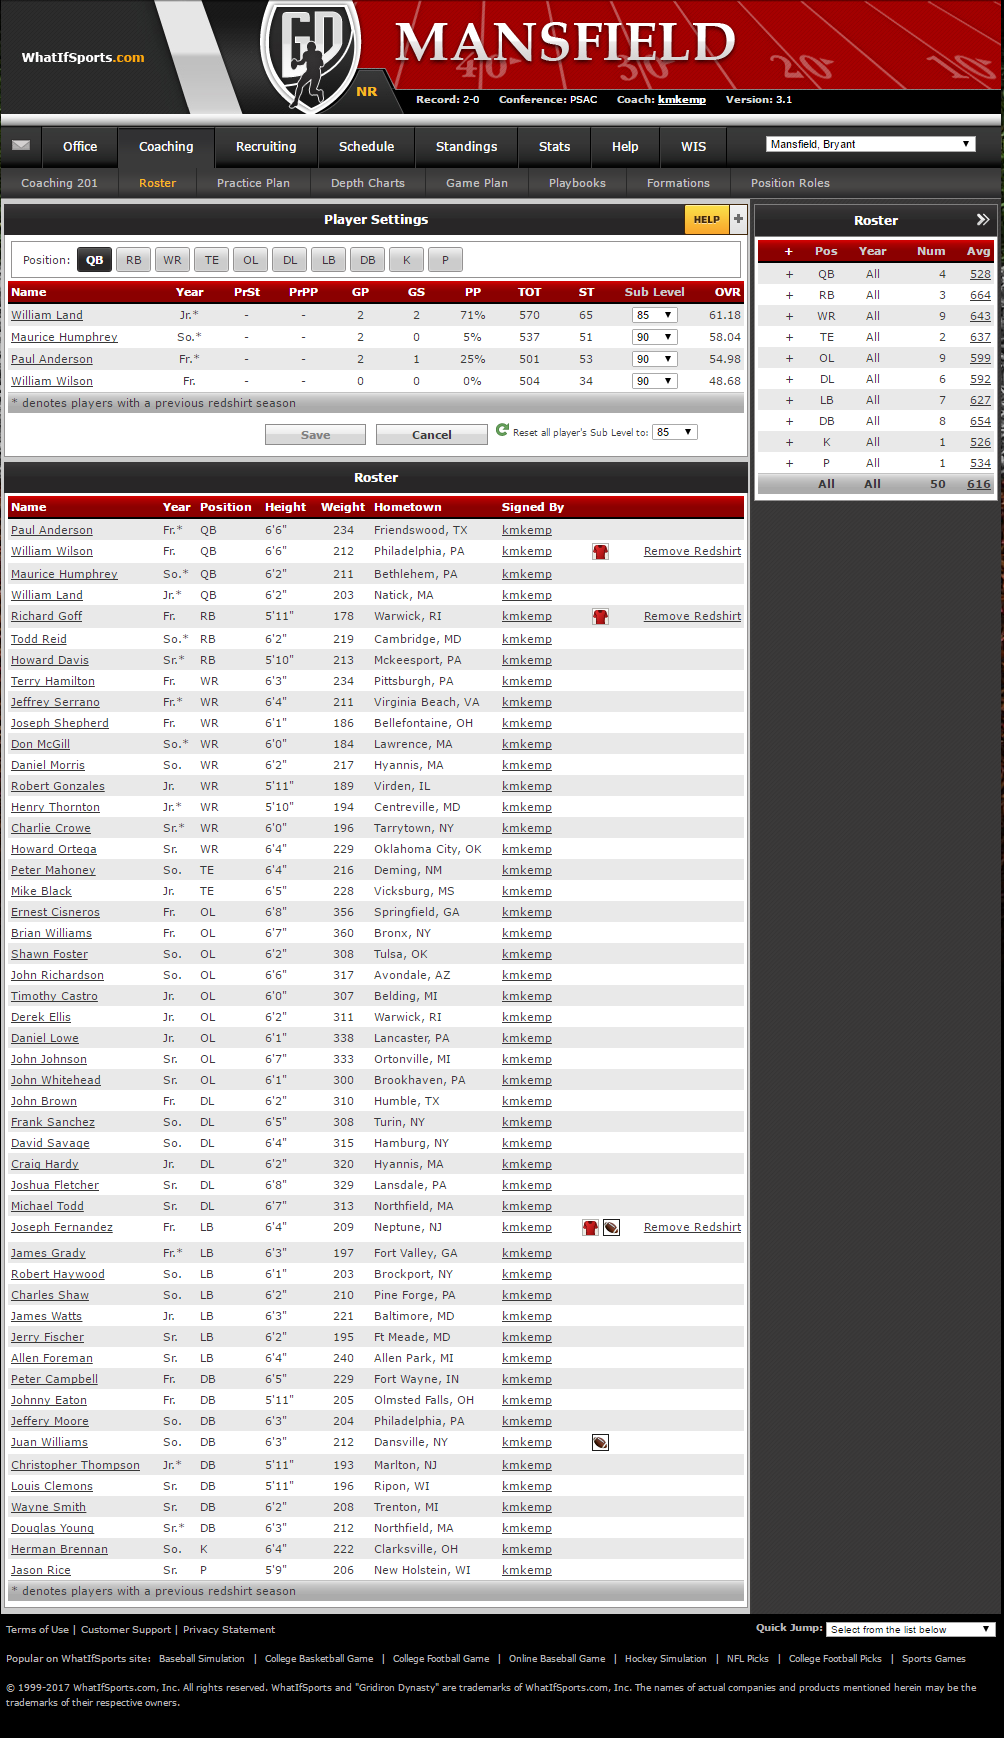 WhatIfSports.com
GD
NR
MANSFIELD
Record: 2-0 Conference: PSAC Coach: kmkemp Version: 3.1
Office Coaching Recruiting Schedule Standings Stats Help WIS Mansfield, Bryant
Coaching 201 Roster Practice Plan Depth Charts Game Plan Playbooks Formations Position Roles
Player Settings HELP +
Position: QB RB WR TE OL DL LB DB K P
Name Year PrSt PrPP GP GS PP TOT ST Sub Level OVR
William Land Jr.* - - 2 2 71% 570 65 85 61.18
Maurice Humphrey So.* - - 2 0 5% 537 51 90 58.04
Paul Anderson Fr.* - - 2 1 25% 501 53 90 54.98
William Wilson Fr. - - 0 0 0% 504 34 90 48.68
* denotes players with a previous redshirt season
Save Cancel Reset all player's Sub Level to: 85
Roster
+ Pos Year Num Avg
+ QB All 4 528
+ RB All 3 664
+ WR All 9 643
+ TE All 2 637
+ OL All 9 599
+ DL All 6 592
+ LB All 7 627
+ DB All 8 654
+ K All 1 526
+ P All 1 534
All All 50 616
Roster
Name Year Position Height Weight Hometown Signed By
Paul Anderson Fr.* QB 6'6" 234 Friendswood, TX kmkemp
William Wilson Fr. QB 6'6" 212 Philadelphia, PA kmkemp Remove Redshirt
Maurice Humphrey So.* QB 6'2" 211 Bethlehem, PA kmkemp
William Land Jr.* QB 6'2" 203 Natick, MA kmkemp
Richard Goff Fr. RB 5'11" 178 Warwick, RI kmkemp Remove Redshirt
Todd Reid So.* RB 6'2" 219 Cambridge, MD kmkemp
Howard Davis Sr.* RB 5'10" 213 Mckeesport, PA kmkemp
Terry Hamilton Fr. WR 6'3" 234 Pittsburgh, PA kmkemp
Jeffrey Serrano Fr.* WR 6'4" 211 Virginia Beach, VA kmkemp
Joseph Shepherd Fr. WR 6'1" 186 Bellefontaine, OH kmkemp
Don McGill So.* WR 6'0" 184 Lawrence, MA kmkemp
Daniel Morris So. WR 6'2" 217 Hyannis, MA kmkemp
Robert Gonzales Jr. WR 5'11" 189 Virden, IL kmkemp
Henry Thornton Jr.* WR 5'10" 194 Centreville, MD kmkemp
Charlie Crowe Sr.* WR 6'0" 196 Tarrytown, NY kmkemp
Howard Ortega Sr. WR 6'4" 229 Oklahoma City, OK kmkemp
Peter Mahoney So. TE 6'4" 216 Deming, NM kmkemp
Mike Black Jr. TE 6'5" 228 Vicksburg, MS kmkemp
Ernest Cisneros Fr. OL 6'8" 356 Springfield, GA kmkemp
Brian Williams Fr. OL 6'7" 360 Bronx, NY kmkemp
Shawn Foster So. OL 6'2" 308 Tulsa, OK kmkemp
John Richardson So. OL 6'6" 317 Avondale, AZ kmkemp
Timothy Castro Jr. OL 6'0" 307 Belding, MI kmkemp
Derek Ellis Jr. OL 6'2" 311 Warwick, RI kmkemp
Daniel Lowe Jr. OL 6'1" 338 Lancaster, PA kmkemp
John Johnson Sr. OL 6'7" 333 Ortonville, MI kmkemp
John Whitehead Sr. OL 6'1" 300 Brookhaven, PA kmkemp
John Brown Fr. DL 6'2" 310 Humble, TX kmkemp
Frank Sanchez So. DL 6'5" 308 Turin, NY kmkemp
David Savage So. DL 6'4" 315 Hamburg, NY kmkemp
Craig Hardy Jr. DL 6'2" 320 Hyannis, MA kmkemp
Joshua Fletcher Sr. DL 6'8" 329 Lansdale, PA kmkemp
Michael Todd Sr. DL 6'7" 313 Northfield, MA kmkemp
Joseph Fernandez Fr. LB 6'4" 209 Neptune, NJ kmkemp Remove Redshirt
James Grady Fr.* LB 6'3" 197 Fort Valley, GA kmkemp
Robert Haywood So. LB 6'1" 203 Brockport, NY kmkemp
Charles Shaw So. LB 6'2" 210 Pine Forge, PA kmkemp
James Watts Jr. LB 6'3" 221 Baltimore, MD kmkemp
Jerry Fischer Sr. LB 6'2" 195 Ft Meade, MD kmkemp
Allen Foreman Sr. LB 6'4" 240 Allen Park, MI kmkemp
Peter Campbell Fr. DB 6'5" 229 Fort Wayne, IN kmkemp
Johnny Eaton Fr. DB 5'11" 205 Olmsted Falls, OH kmkemp
Jeffery Moore So. DB 6'3" 204 Philadelphia, PA kmkemp
Juan Williams So. DB 6'3" 212 Dansville, NY kmkemp
Christopher Thompson Jr.* DB 5'11" 193 Marlton, NJ kmkemp
Louis Clemons Sr. DB 5'11" 196 Ripon, WI kmkemp
Wayne Smith Sr. DB 6'2" 208 Trenton, MI kmkemp
Douglas Young Sr.* DB 6'3" 212 Northfield, MA kmkemp
Herman Brennan So. K 6'4" 222 Clarksville, OH kmkemp
Jason Rice Sr. P 5'9" 206 New Holstein, WI kmkemp
* denotes players with a previous redshirt season
Terms of Use | Customer Support | Privacy Statement Quick Jump: Select from the list below
Popular on WhatIfSports site: Baseball Simulation | College Basketball Game | College Football Game | Online Baseball Game | Hockey Simulation | NFL Picks | College Football Picks | Sports Games
© 1999-2017 WhatIfSports.com, Inc. All rights reserved. WhatIfSports and "Gridiron Dynasty" are trademarks of WhatIfSports.com, Inc. The names of actual companies and products mentioned herein may be the
trademarks of their respective owners.